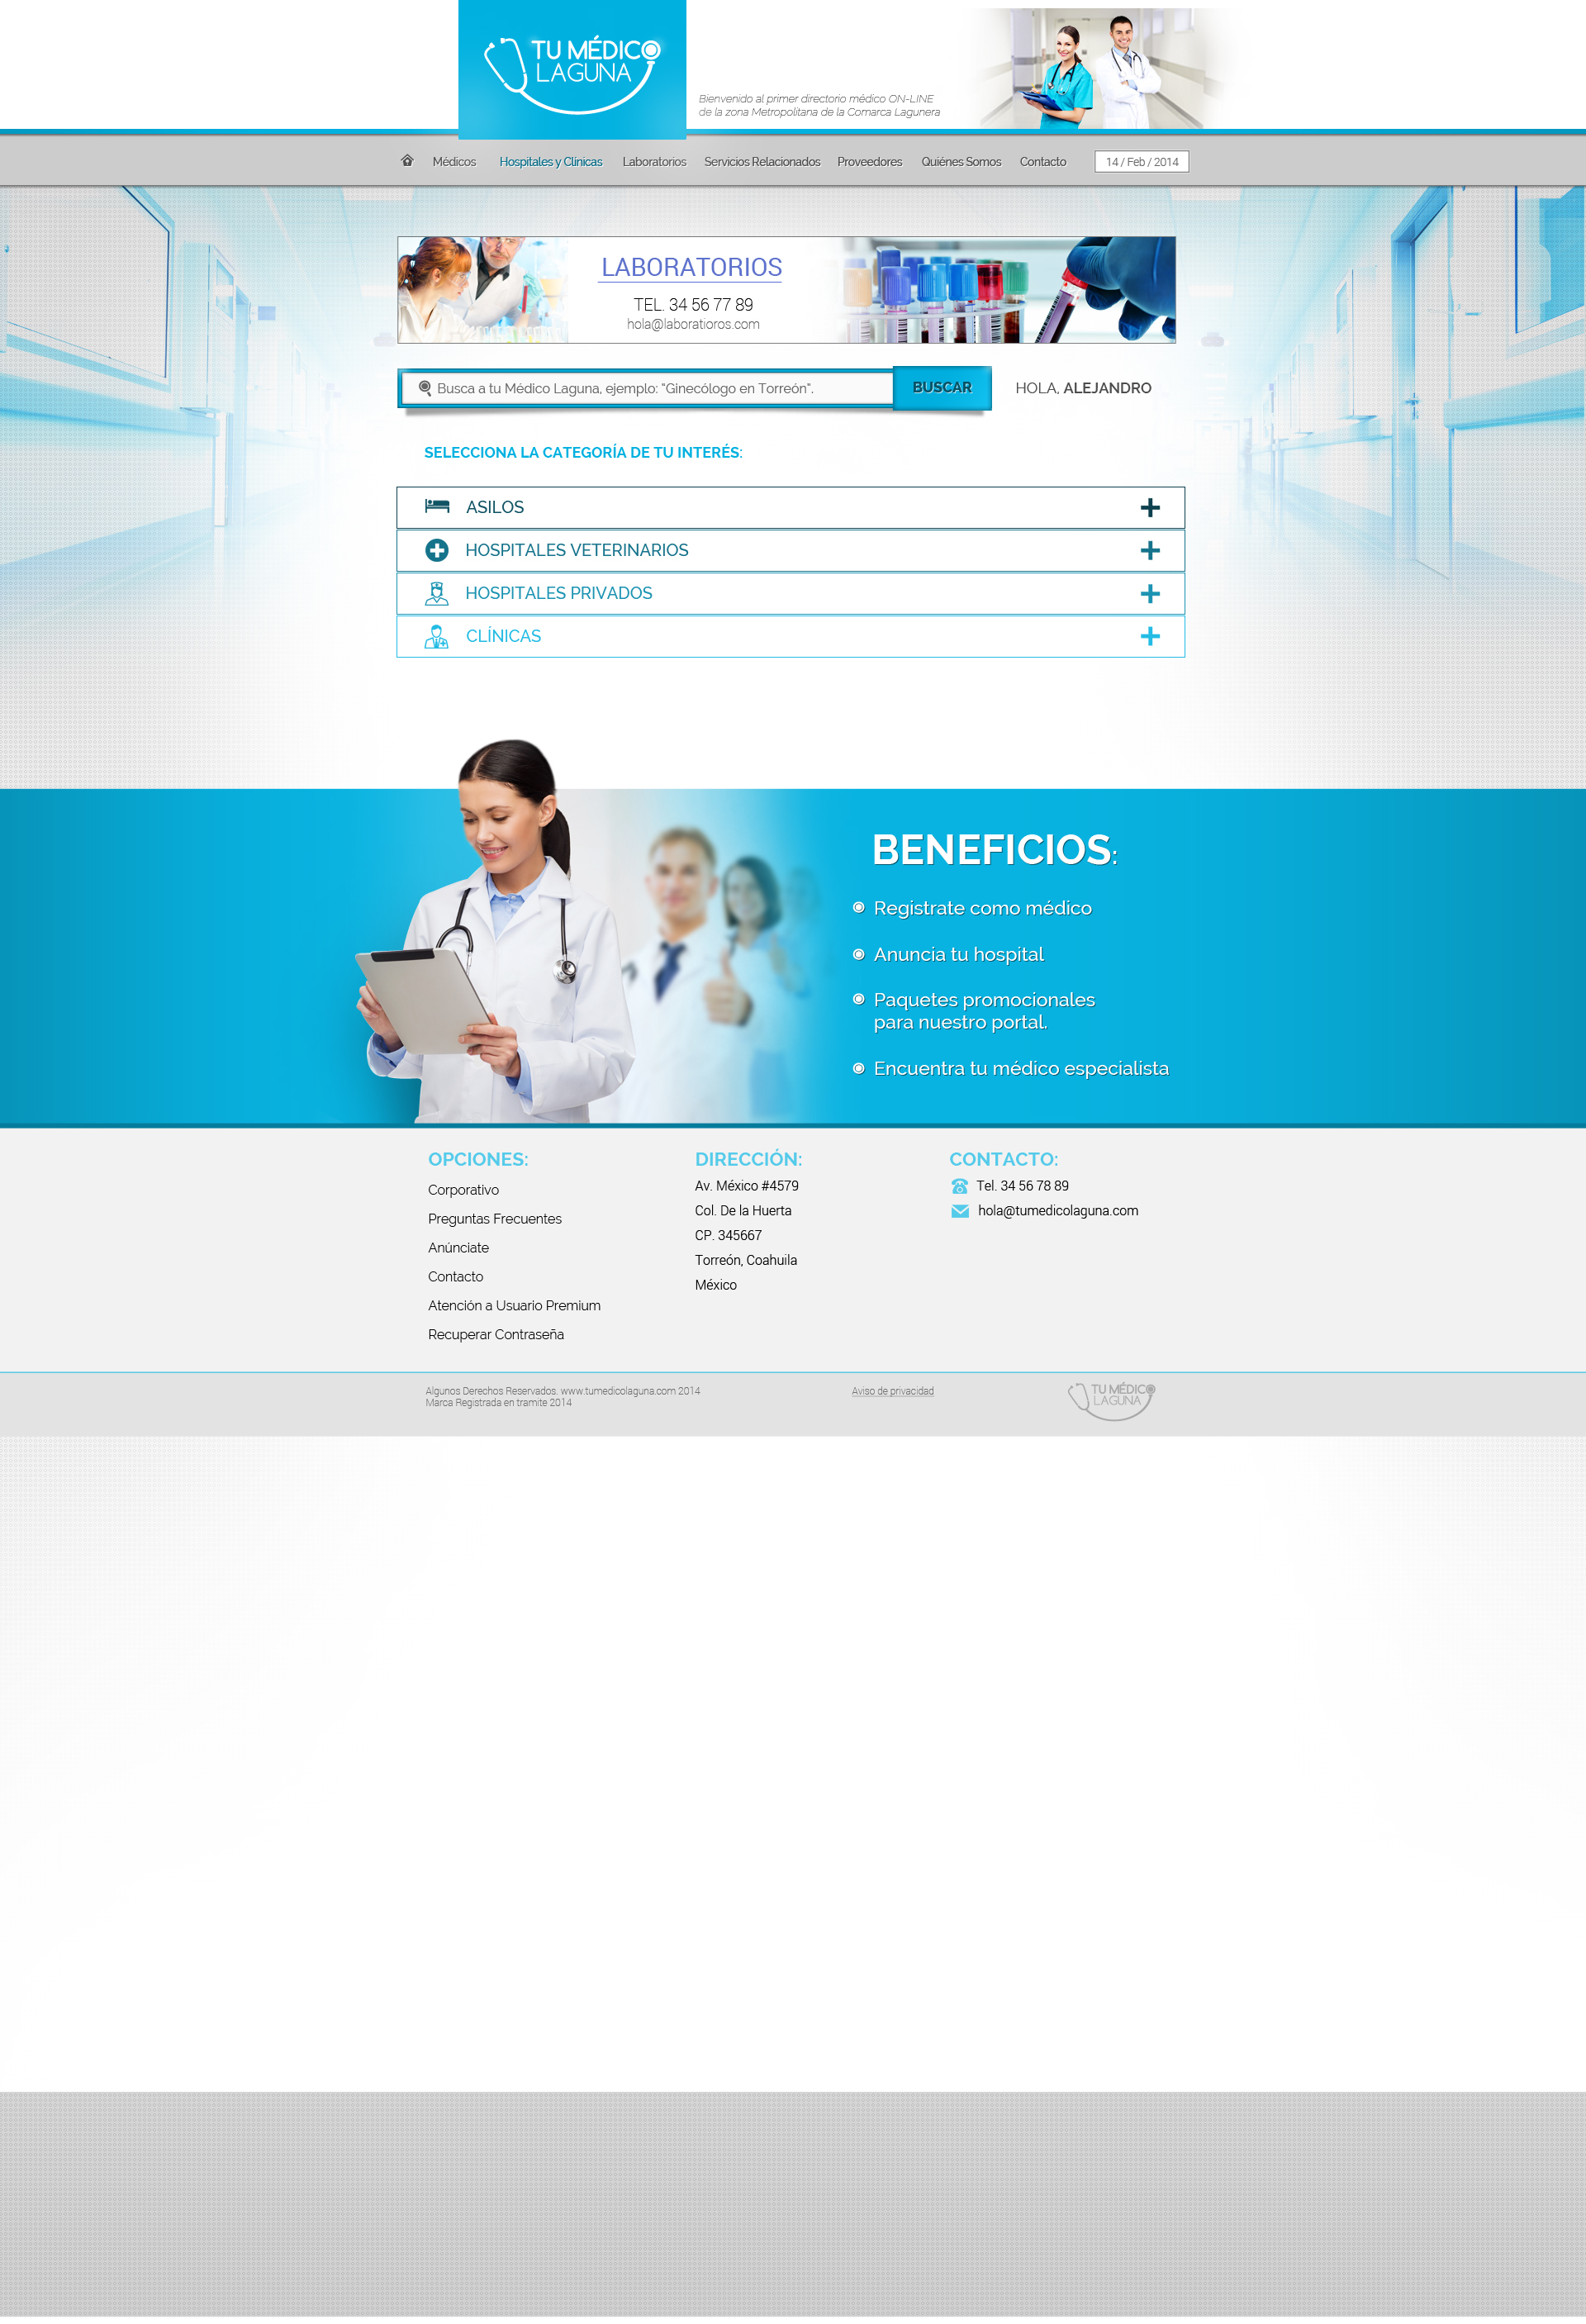 TU MÉDICO
LAGUNA
Bienvenido al primer directorio médico ON-LINE
de la zona Metropolitana de la Comarca Lagunera
Médicos Hospitales y Clínicas Laboratorios Servicios Relacionados Proveedores Quiénes Somos Contacto 14 / Feb / 2014
LABORATORIOS
TEL. 34 56 77 89
hola@laboratioros.com
Busca a tu Médico Laguna, ejemplo: "Ginecólogo en Torreón". BUSCAR HOLA, ALEJANDRO
SELECCIONA LA CATEGORÍA DE TU INTERÉS:
ASILOS
HOSPITALES VETERINARIOS
HOSPITALES PRIVADOS
CLÍNICAS
BENEFICIOS:
Registrate como médico
Anuncia tu hospital
Paquetes promocionales
para nuestro portal.
Encuentra tu médico especialista
OPCIONES:
Corporativo
Preguntas Frecuentes
Anúnciate
Contacto
Atención a Usuario Premium
Recuperar Contraseña
DIRECCIÓN:
Av. México #4579
Col. De la Huerta
CP. 345667
Torreón, Coahuila
México
CONTACTO:
Tel. 34 56 78 89
hola@tumedicolaguna.com
Algunos Derechos Reservados. www.tumedicolaguna.com 2014
Marca Registrada en tramite 2014
Aviso de privacidad
TU MÉDICO
LAGUNA